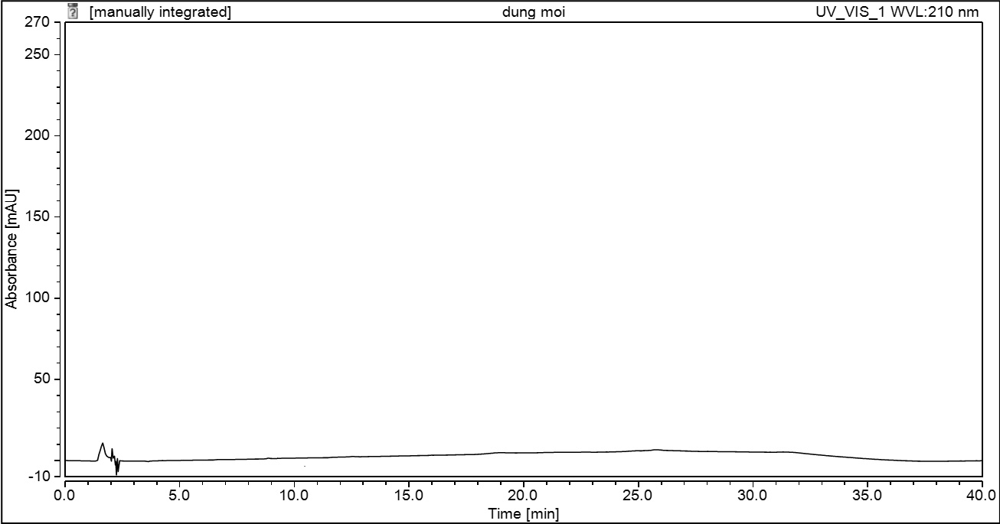 [manually integrated] dung moi UV_VIS_1 WVL:210 nm
270
250
200
150
100
50
-10
Absorbance [mAU]
0.0 5.0 10.0 15.0 20.0 25.0 30.0 35.0 40.0
Time [min]